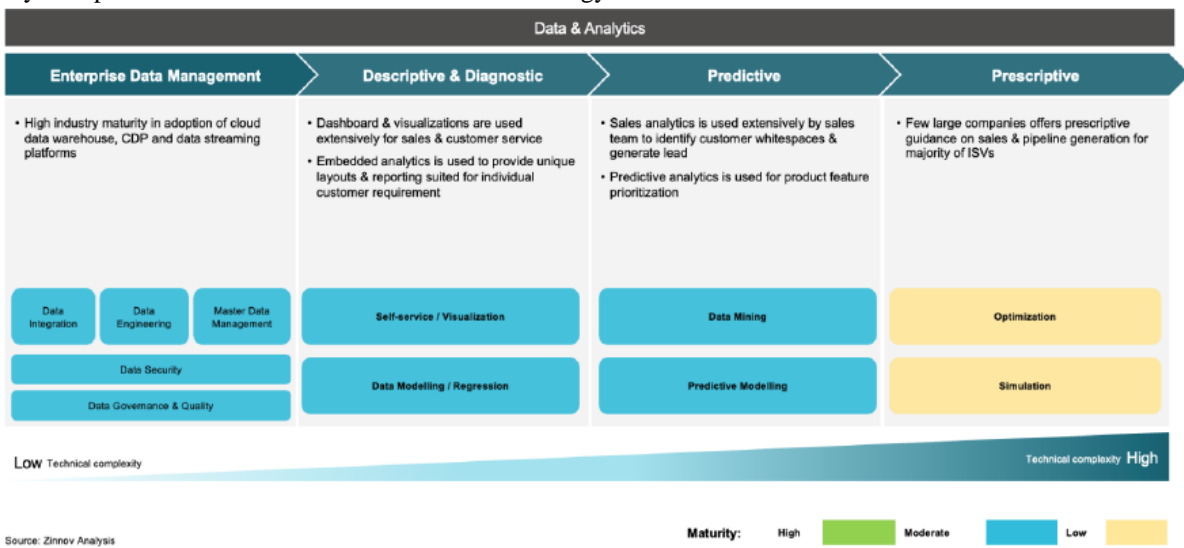 Data & Analytics
Enterprise Data Management
Descriptive & Diagnostic
Predictive
Prescriptive
• High industry maturity in adoption of cloud
data warehouse, CDP and data streaming
platforms
• Dashboard & visualizations are used
extensively for sales & customer service
• Embedded analytics is used to provide unique
layouts & reporting suited for individual
customer requirement
• Sales analytics is used extensively by sales
team to identify customer whitespaces &
generate lead
• Predictive analytics is used for product feature
prioritization
• Few large companies offers prescriptive
guidance on sales & pipeline generation for
majority of ISVs
Data
Integration
Data
Engineering
Master Data
Management
Data Security
Data Governance & Quality
Self-service / Visualization
Data Modelling / Regression
Data Mining
Predictive Modelling
Optimization
Simulation
Low Technical complexity
Technical complexity High
Source: Zinnov Analysis
Maturity: High Moderate Low